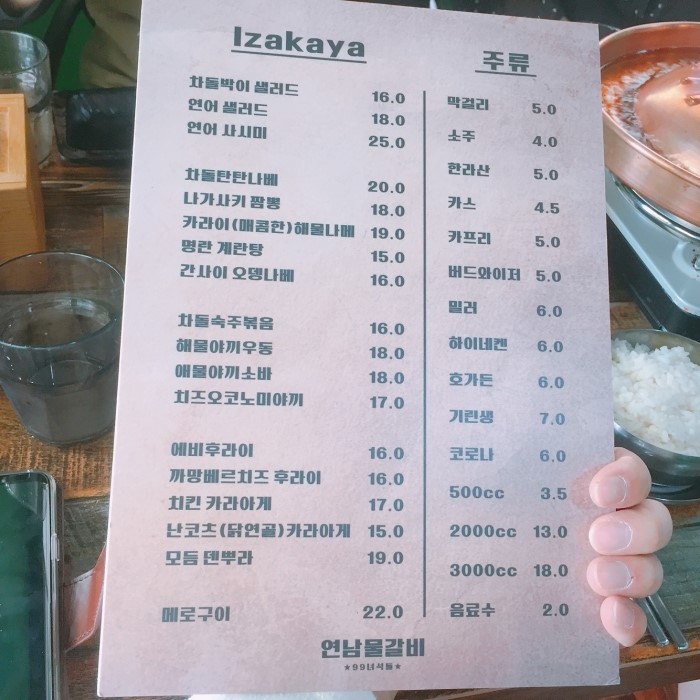 Izakaya
차돌박이 샐러드 16.0
연어 샐러드 18.0
연어 사시미 25.0
차돌탄탄나베 20.0
나가사키 짬뽕 18.0
카라이(매콤한)해물나베 19.0
명란 계란탕 15.0
간사이 오뎅나베 16.0
차돌숙주볶음 16.0
해물야끼우동 18.0
해물야끼소바 18.0
치즈오코노미야끼 17.0
에비후라이 16.0
까망베르치즈 후라이 16.0
치킨 카라아게 17.0
난코츠(닭연골)카라아게 15.0
모듬 덴뿌라 19.0
메로구이 22.0
주류
막걸리 5.0
소주 4.0
한라산 5.0
카스 4.5
카프리 5.0
버드와이저 5.0
밀러 6.0
하이네켄 6.0
호가든 6.0
기린생 7.0
코로나 6.0
500cc 3.5
2000cc 13.0
3000cc 18.0
음료수 2.0
연남물갈비
★99녀석들★